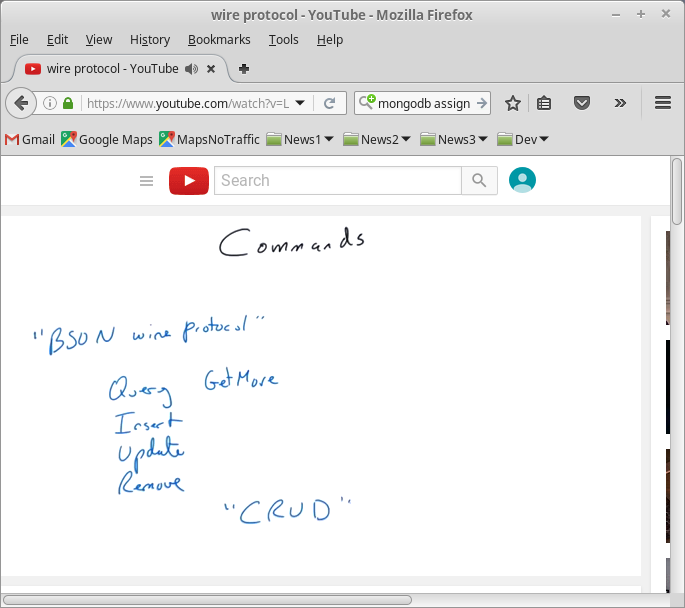 wire protocol - YouTube - Mozilla Firefox
File Edit View History Bookmarks Tools Help
wire protocol - YouTube
https://www.youtube.com/watch?v=L mongodb assign
Gmail Google Maps MapsNoTraffic News1 News2 News3 Dev
Search
Commands
"BSON wire protocol"
Query GetMore
Insert
Update
Remove
"CRUD"